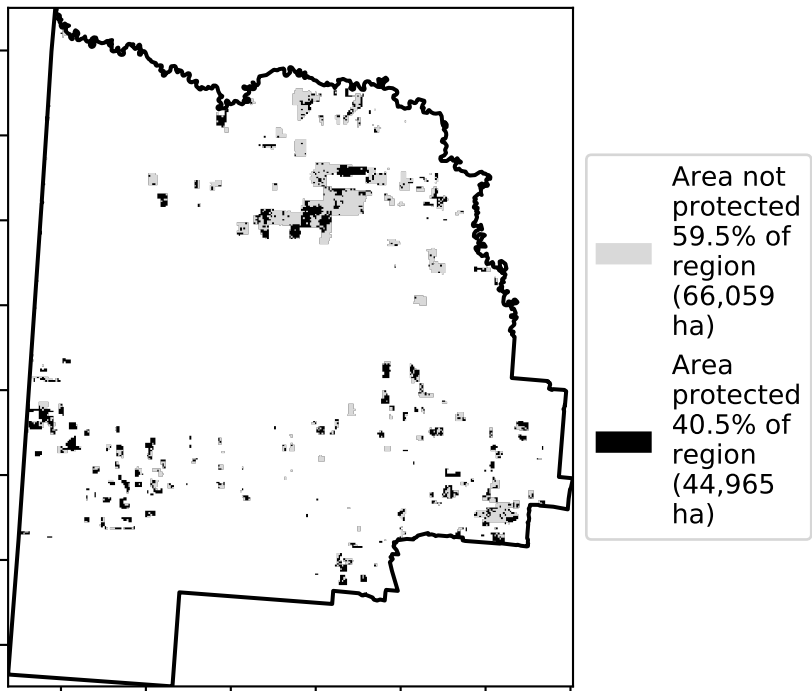 Area not
protected
59.5% of
region
(66,059
ha)
Area
protected
40.5% of
region
(44,965
ha)